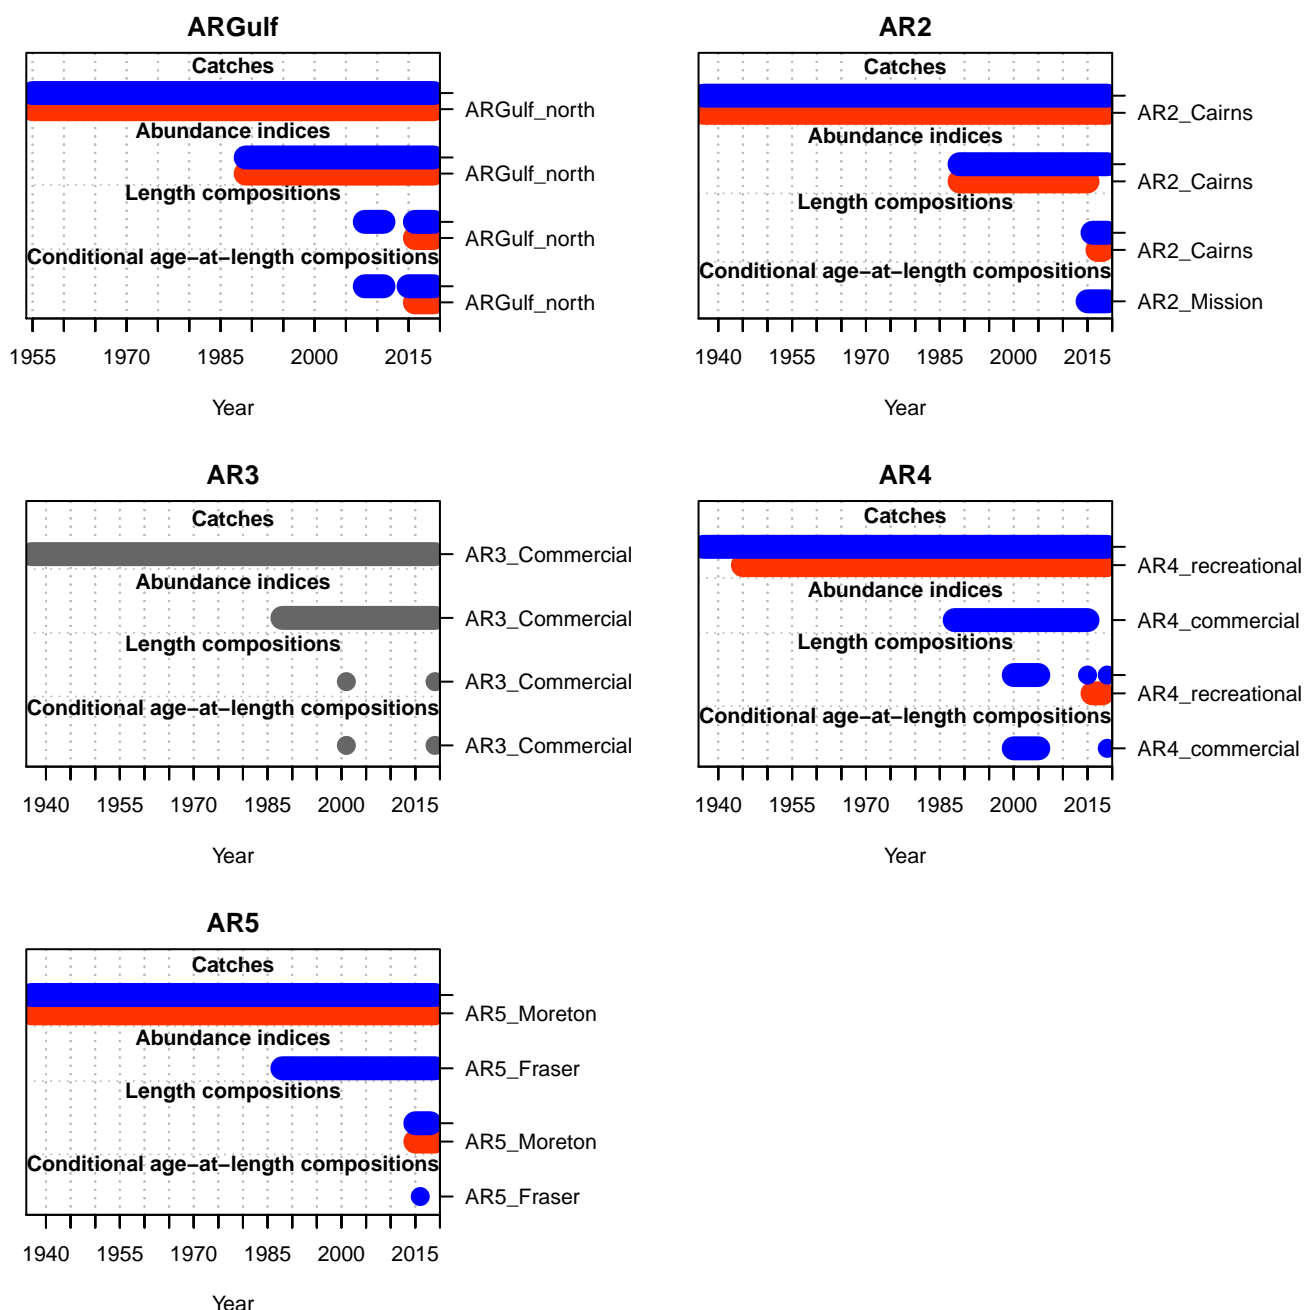 ARGulf
Catches
ARGulf_north
Abundance indices
ARGulf_north
Length compositions
ARGulf_north
Conditional age−at−length compositions
ARGulf_north
1955 1970 1985 2000 2015
Year
AR2
Catches
AR2_Cairns
Abundance indices
AR2_Cairns
Length compositions
AR2_Cairns
Conditional age−at−length compositions
AR2_Mission
1940 1955 1970 1985 2000 2015
Year
AR3
Catches
AR3_Commercial
Abundance indices
AR3_Commercial
Length compositions
AR3_Commercial
Conditional age−at−length compositions
AR3_Commercial
1940 1955 1970 1985 2000 2015
Year
AR4
Catches
AR4_recreational
Abundance indices
AR4_commercial
Length compositions
AR4_recreational
Conditional age−at−length compositions
AR4_commercial
1940 1955 1970 1985 2000 2015
Year
AR5
Catches
AR5_Moreton
Abundance indices
AR5_Fraser
Length compositions
AR5_Moreton
Conditional age−at−length compositions
AR5_Fraser
1940 1955 1970 1985 2000 2015
Year